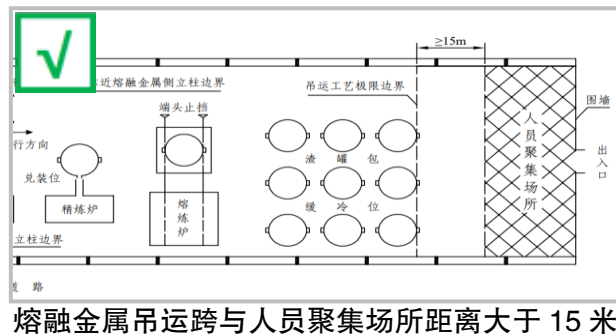 ≥15m
近熔融金属侧立柱边界
吊运工艺极限边界
端头止挡
围墙
行方向
人员聚集场所
渣罐包
出入口
兑装位
精炼炉
熔炼炉
缓冷位
立柱边界
道路
熔融金属吊运跨与人员聚集场所距离大于 15 米